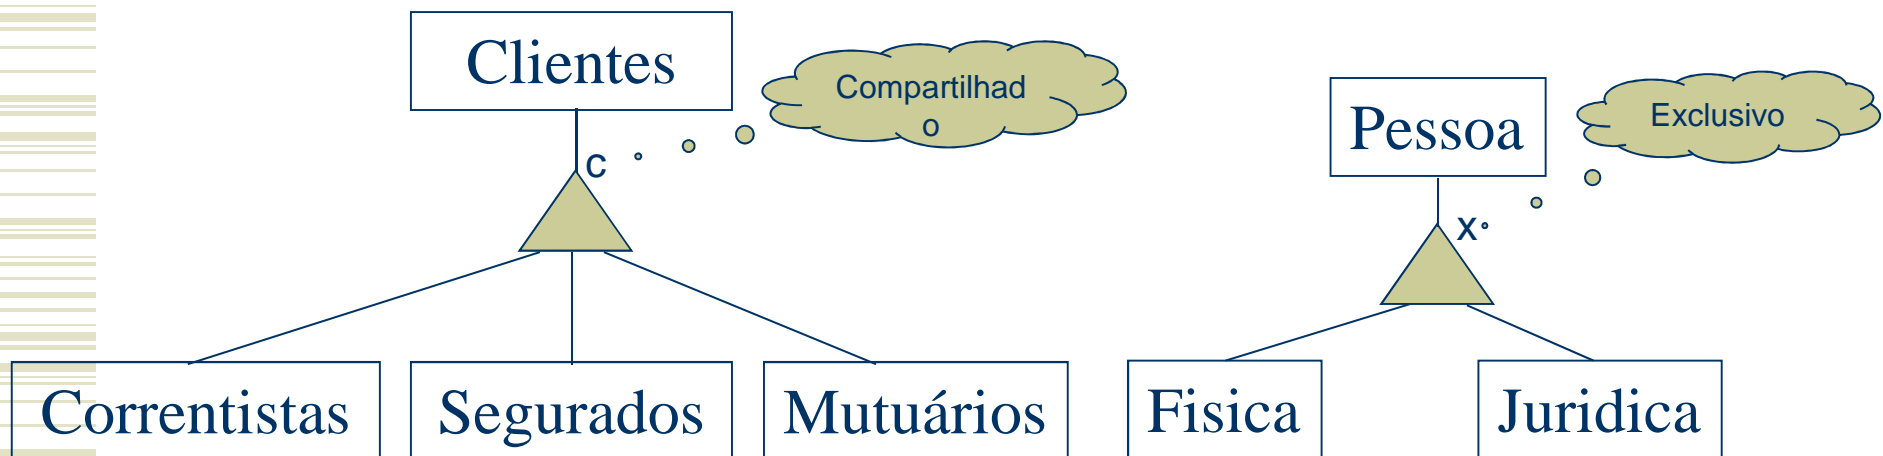 Clientes
Compartilhad
o
c
Pessoa
Exclusivo
x
Correntistas
Segurados
Mutuários
Fisica
Juridica